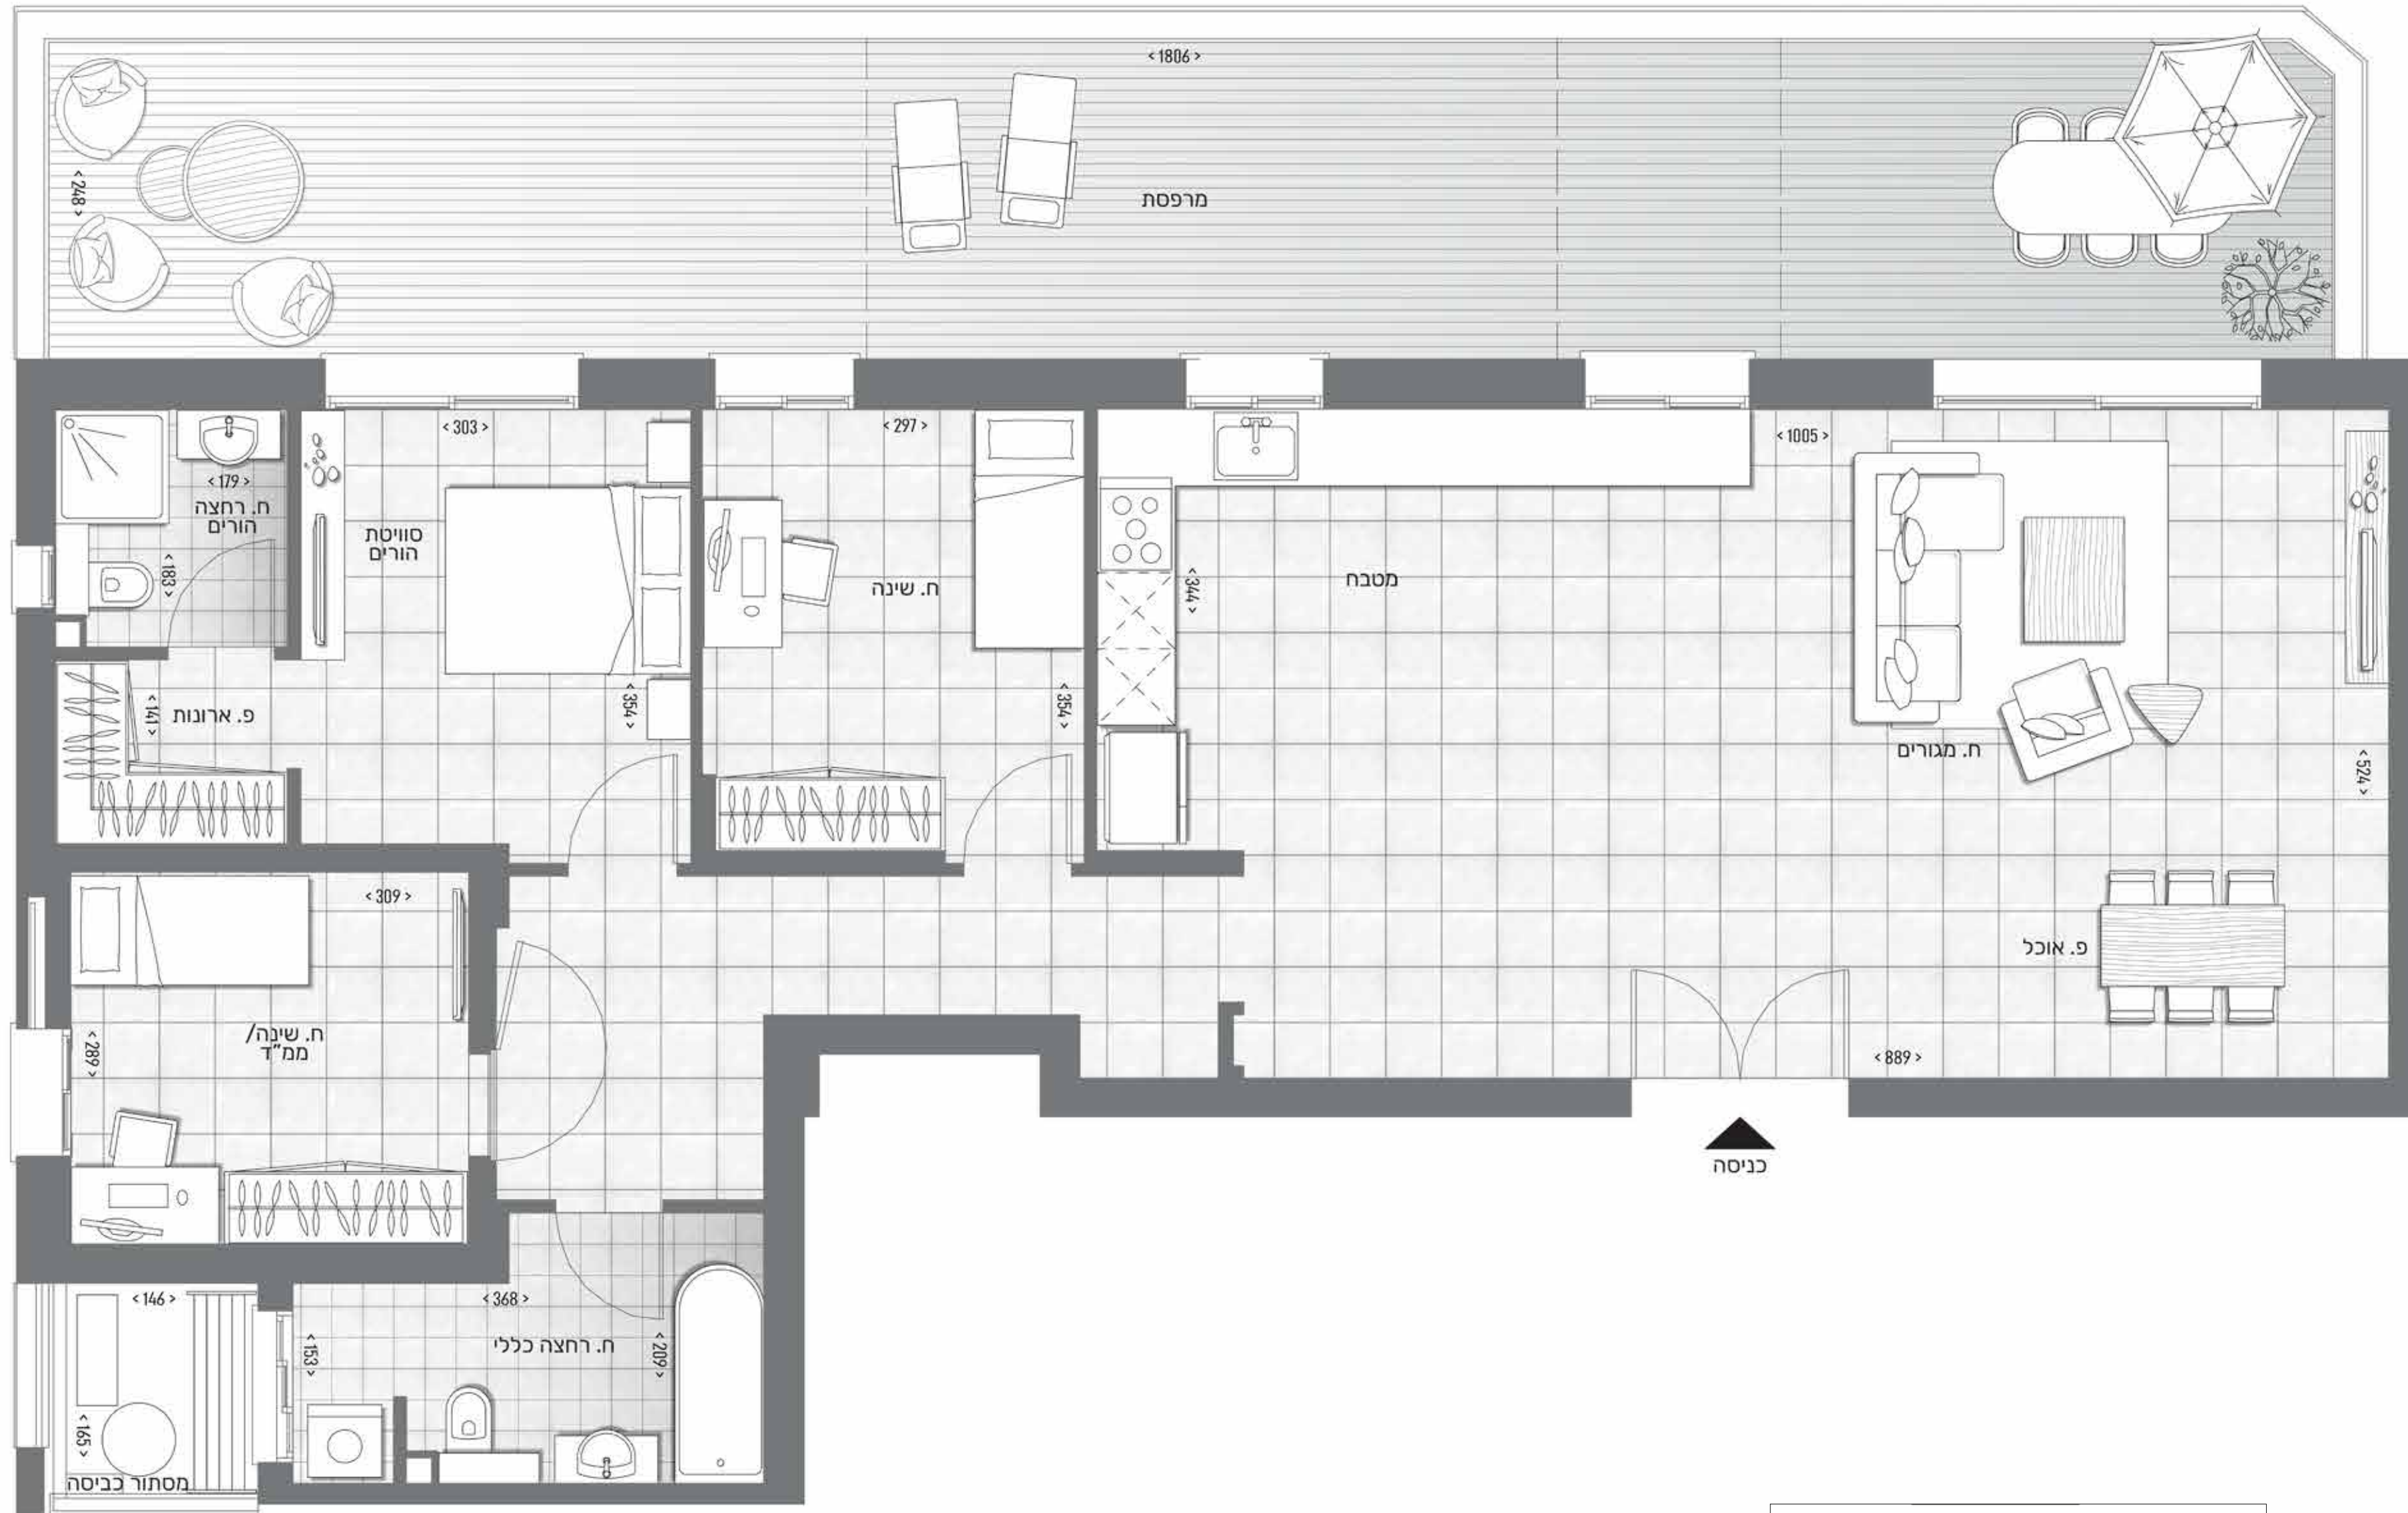 < 1806 >
< 248 >
מרפסת
< 303 >
< 297 >
< 1005 >
< 179 >
ח. רחצה
הורים
< 183 >
סוויטת
הורים
ח. שינה
< 344 >
מטבח
< 141 >
פ. ארונות
< 354 >
< 354 >
ח. מגורים
< 524 >
< 309 >
פ. אוכל
ח. שינה/
ממ"ד
< 289 >
< 889 >
כניסה
< 146 >
< 368 >
< 153 >
ח. רחצה כללי
< 209 >
< 165 >
מסתור כביסה